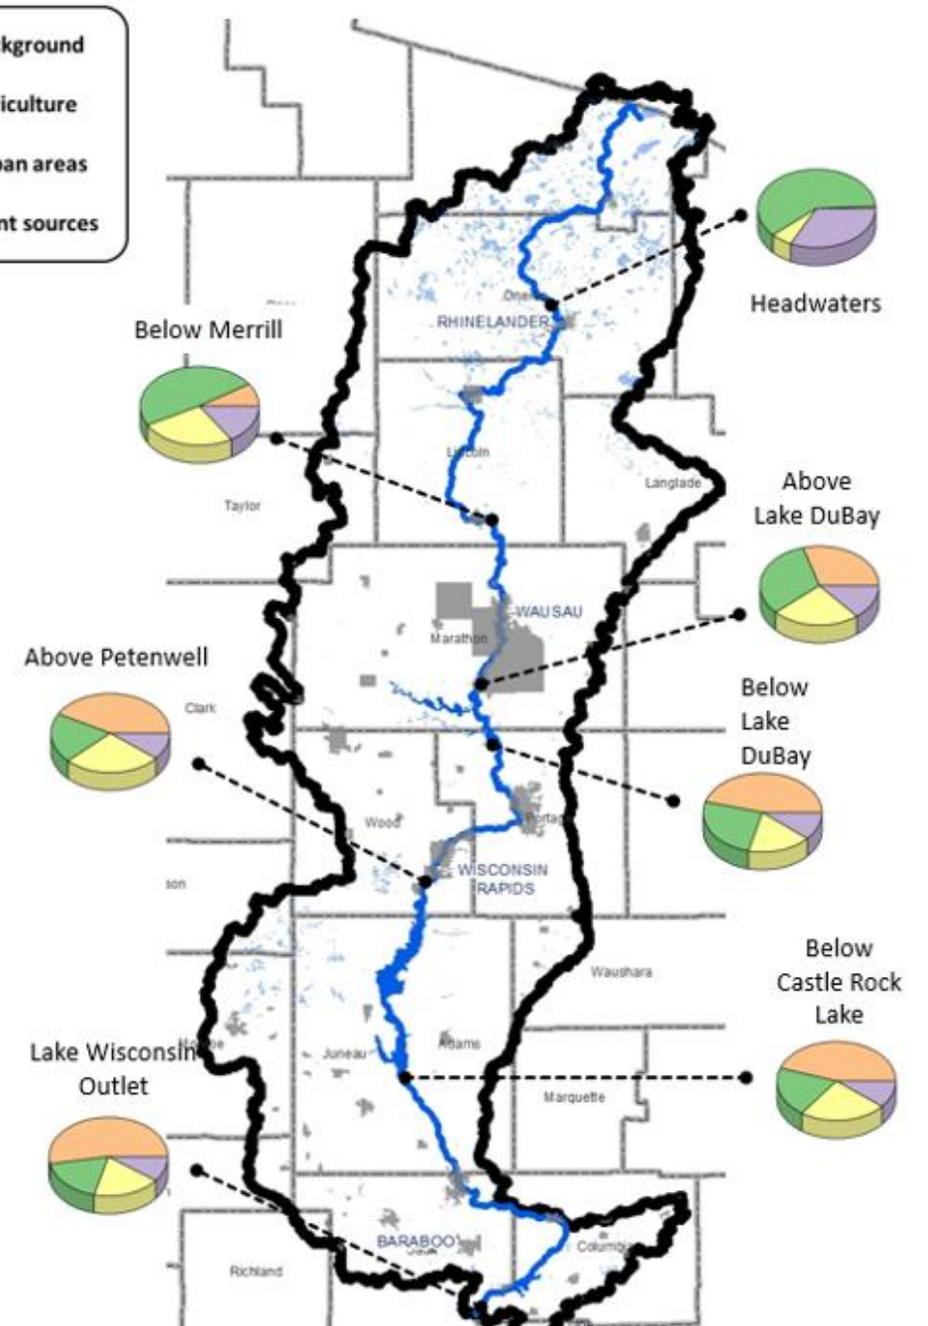 ckground
iculture
ban areas
nt sources
Headwaters
RHINELANDER
Below Merrill
Lincoln
Langlade
Taylor
Above
Lake DuBay
WAUSAU
Marathon
Above Petenwell
Clark
Below
Lake
DuBay
Wood
Portag
WISCONSIN
RAPIDS
son
Below
Castle Rock
Lake
Waushara
Lake Wisconsin
Outlet
Juneau
Adams
Marquette
BARABOO
Columbia
Richland